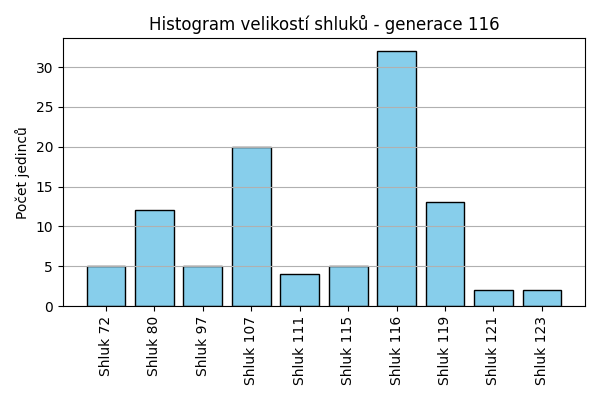 Histogram velikostí shluků - generace 116
Počet jedinců
30
25
20
15
10
5
0
Shluk 72
Shluk 80
Shluk 97
Shluk 107
Shluk 111
Shluk 115
Shluk 116
Shluk 119
Shluk 121
Shluk 123